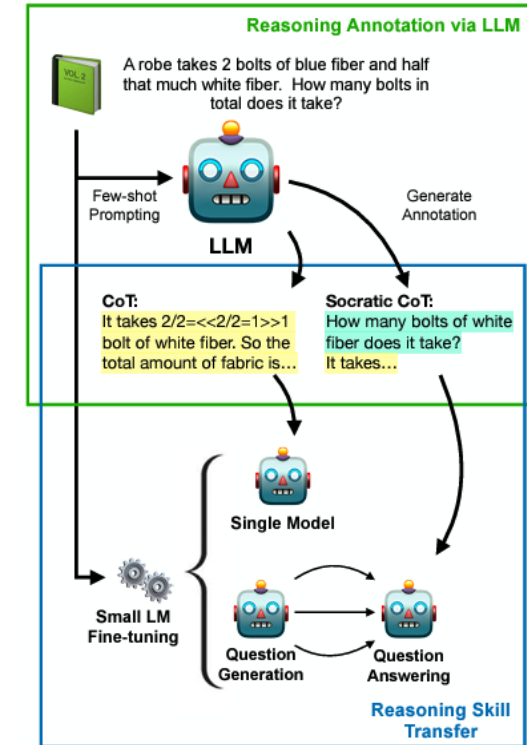 Reasoning Annotation via LLM
VOL. 2
A robe takes 2 bolts of blue fiber and half
that much white fiber. How many bolts in
total does it take?
Few-shot
Prompting
LLM
Generate
Annotation
CoT:
It takes 2/2=<<2/2=1>>1
bolt of white fiber. So the
total amount of fabric is…
Socratic CoT:
How many bolts of white
fiber does it take?
It takes…
Single Model
Small LM
Fine-tuning
Question
Generation
Question
Answering
Reasoning Skill
Transfer